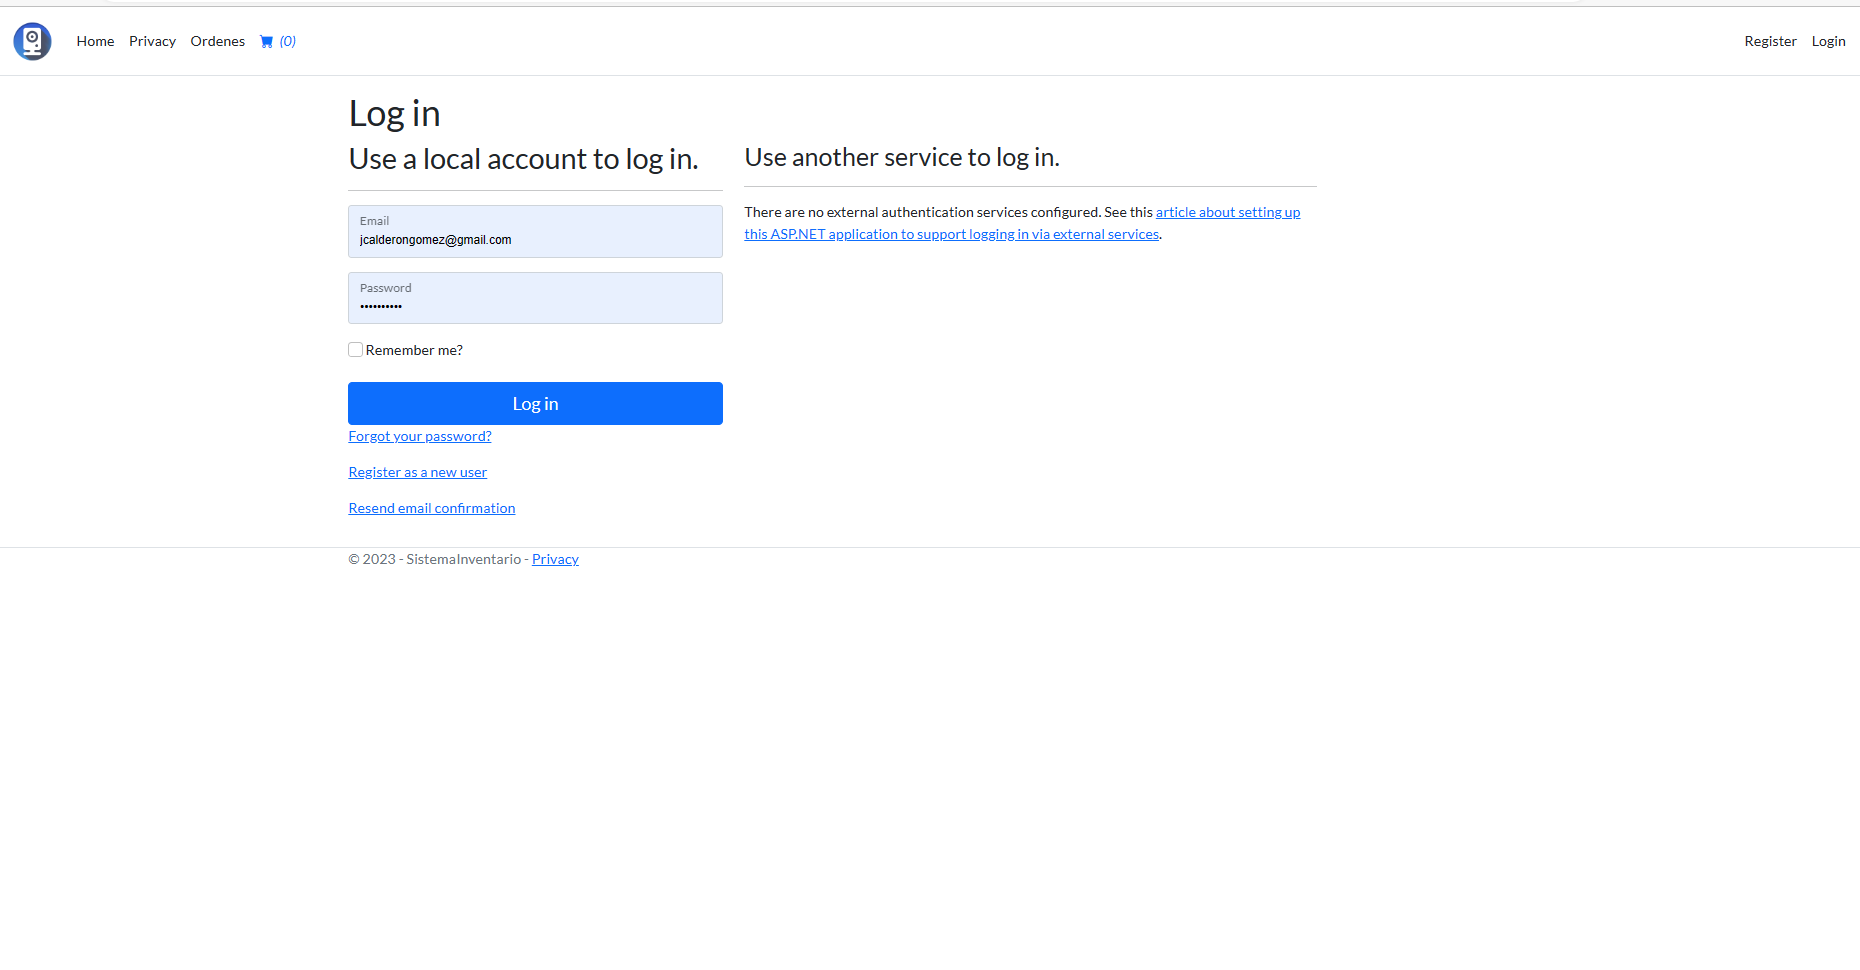 Home Privacy Ordenes (0) Register Login
Log in
Use a local account to log in.
Email
jcalderongomez@gmail.com
Password
••••••••••
Remember me?
Log in
Forgot your password?
Register as a new user
Resend email confirmation
Use another service to log in.
There are no external authentication services configured. See this article about setting up
this ASP.NET application to support logging in via external services.
© 2023 - SistemaInventario - Privacy